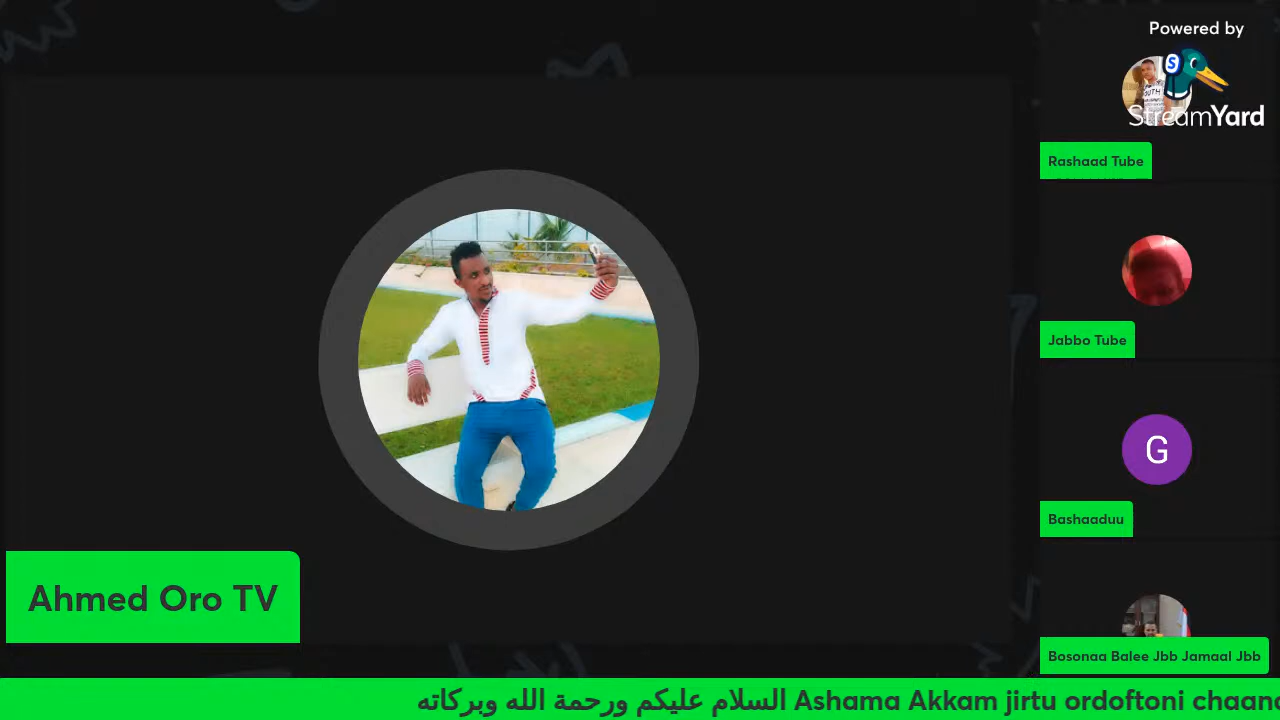 Powered by
StreamYard
Rashaad Tube
Jabbo Tube
G
Bashaaduu
Ahmed Oro TV
Bosonaa Balee Jbb Jamaal Jbb
السلام عليكم ورحمة الله وبركاته Ashama Akkam jirtu ordoftoni